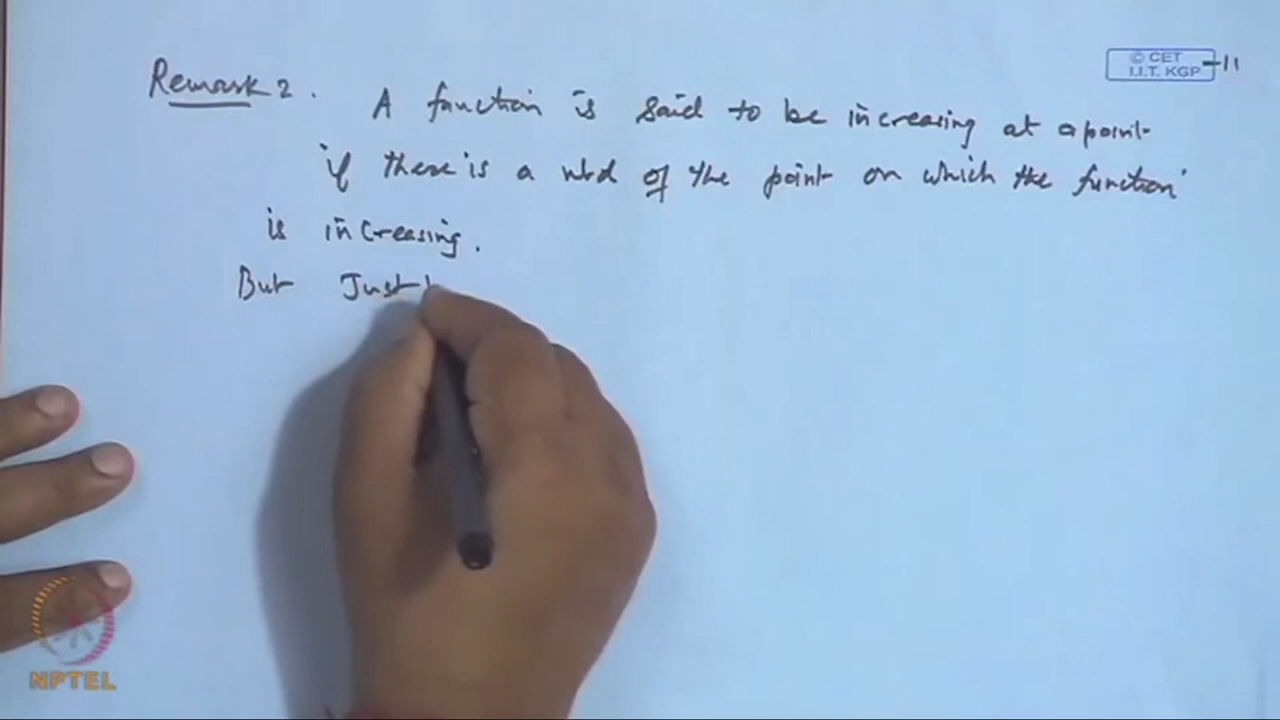 © CET
I.I.T. KGP
11
Remark 2. A function is said to be increasing at a point
if there is a nbd of the point on which the function
is increasing.
But Just
NPTEL